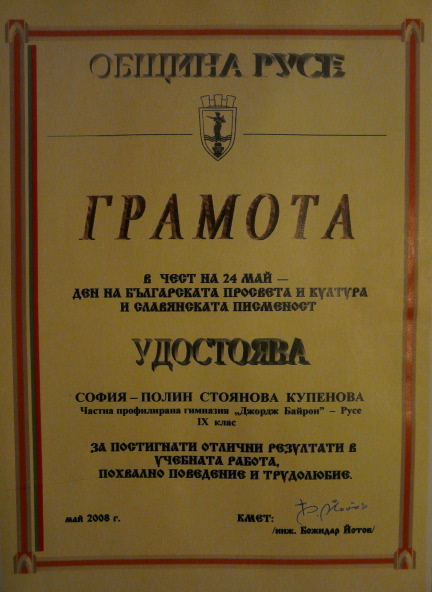 ОБЩИНА РУСЕ
ГРАМОТА
В ЧЕСТ НА 24 МАЙ –
ДЕН НА БЪЛГАРСКАТА ПРОСВЕТА И КУЛТУРА
И СЛАВЯНСКАТА ПИСМЕНОСТ
УДОСТОЯВА
СОФИЯ – ПОЛИН СТОЯНОВА КУПЕНОВА
Частна профилирана гимназия „Джордж Байрон” – Русе
IX клас
ЗА ПОСТИГНАТИ ОТЛИЧНИ РЕЗУЛТАТИ В
УЧЕБНАТА РАБОТА,
ПОХВАЛНО ПОВЕДЕНИЕ И ТРУДОЛЮБИЕ.
май 2008 г. КМЕТ:
/инж. Божидар Йотов/